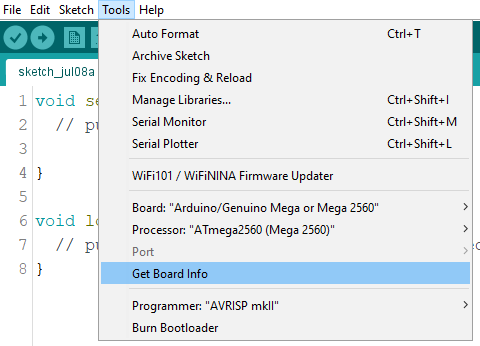 File Edit Sketch Tools Help
sketch_jul08a
Auto Format Ctrl+T
Archive Sketch
Fix Encoding & Reload
Manage Libraries... Ctrl+Shift+I
Serial Monitor Ctrl+Shift+M
Serial Plotter Ctrl+Shift+L
WiFi101 / WiFiNINA Firmware Updater
Board: "Arduino/Genuino Mega or Mega 2560"
Processor: "ATmega2560 (Mega 2560)"
Port
Get Board Info
Programmer: "AVRISP mkII"
Burn Bootloader
1 void se
2 // pu
3
4 }
5
6 void lo
7 // pu
8 }